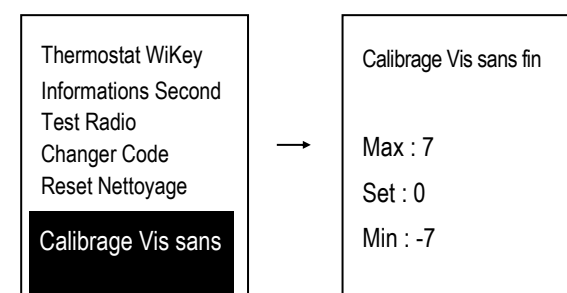 Thermostat WiKey
Informations Second
Test Radio
Changer Code
Reset Nettoyage
Calibrage Vis sans
Calibrage Vis sans fin
Max : 7
Set : 0
Min : -7